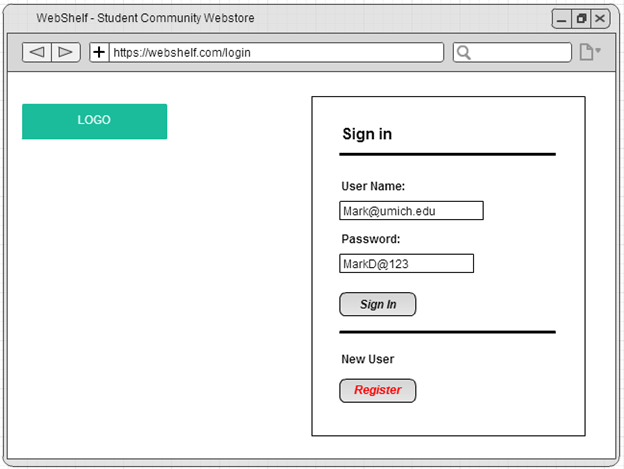 WebShelf - Student Community Webstore
https://webshelf.com/login
LOGO
Sign in
User Name:
Mark@umich.edu
Password:
MarkD@123
Sign In
New User
Register